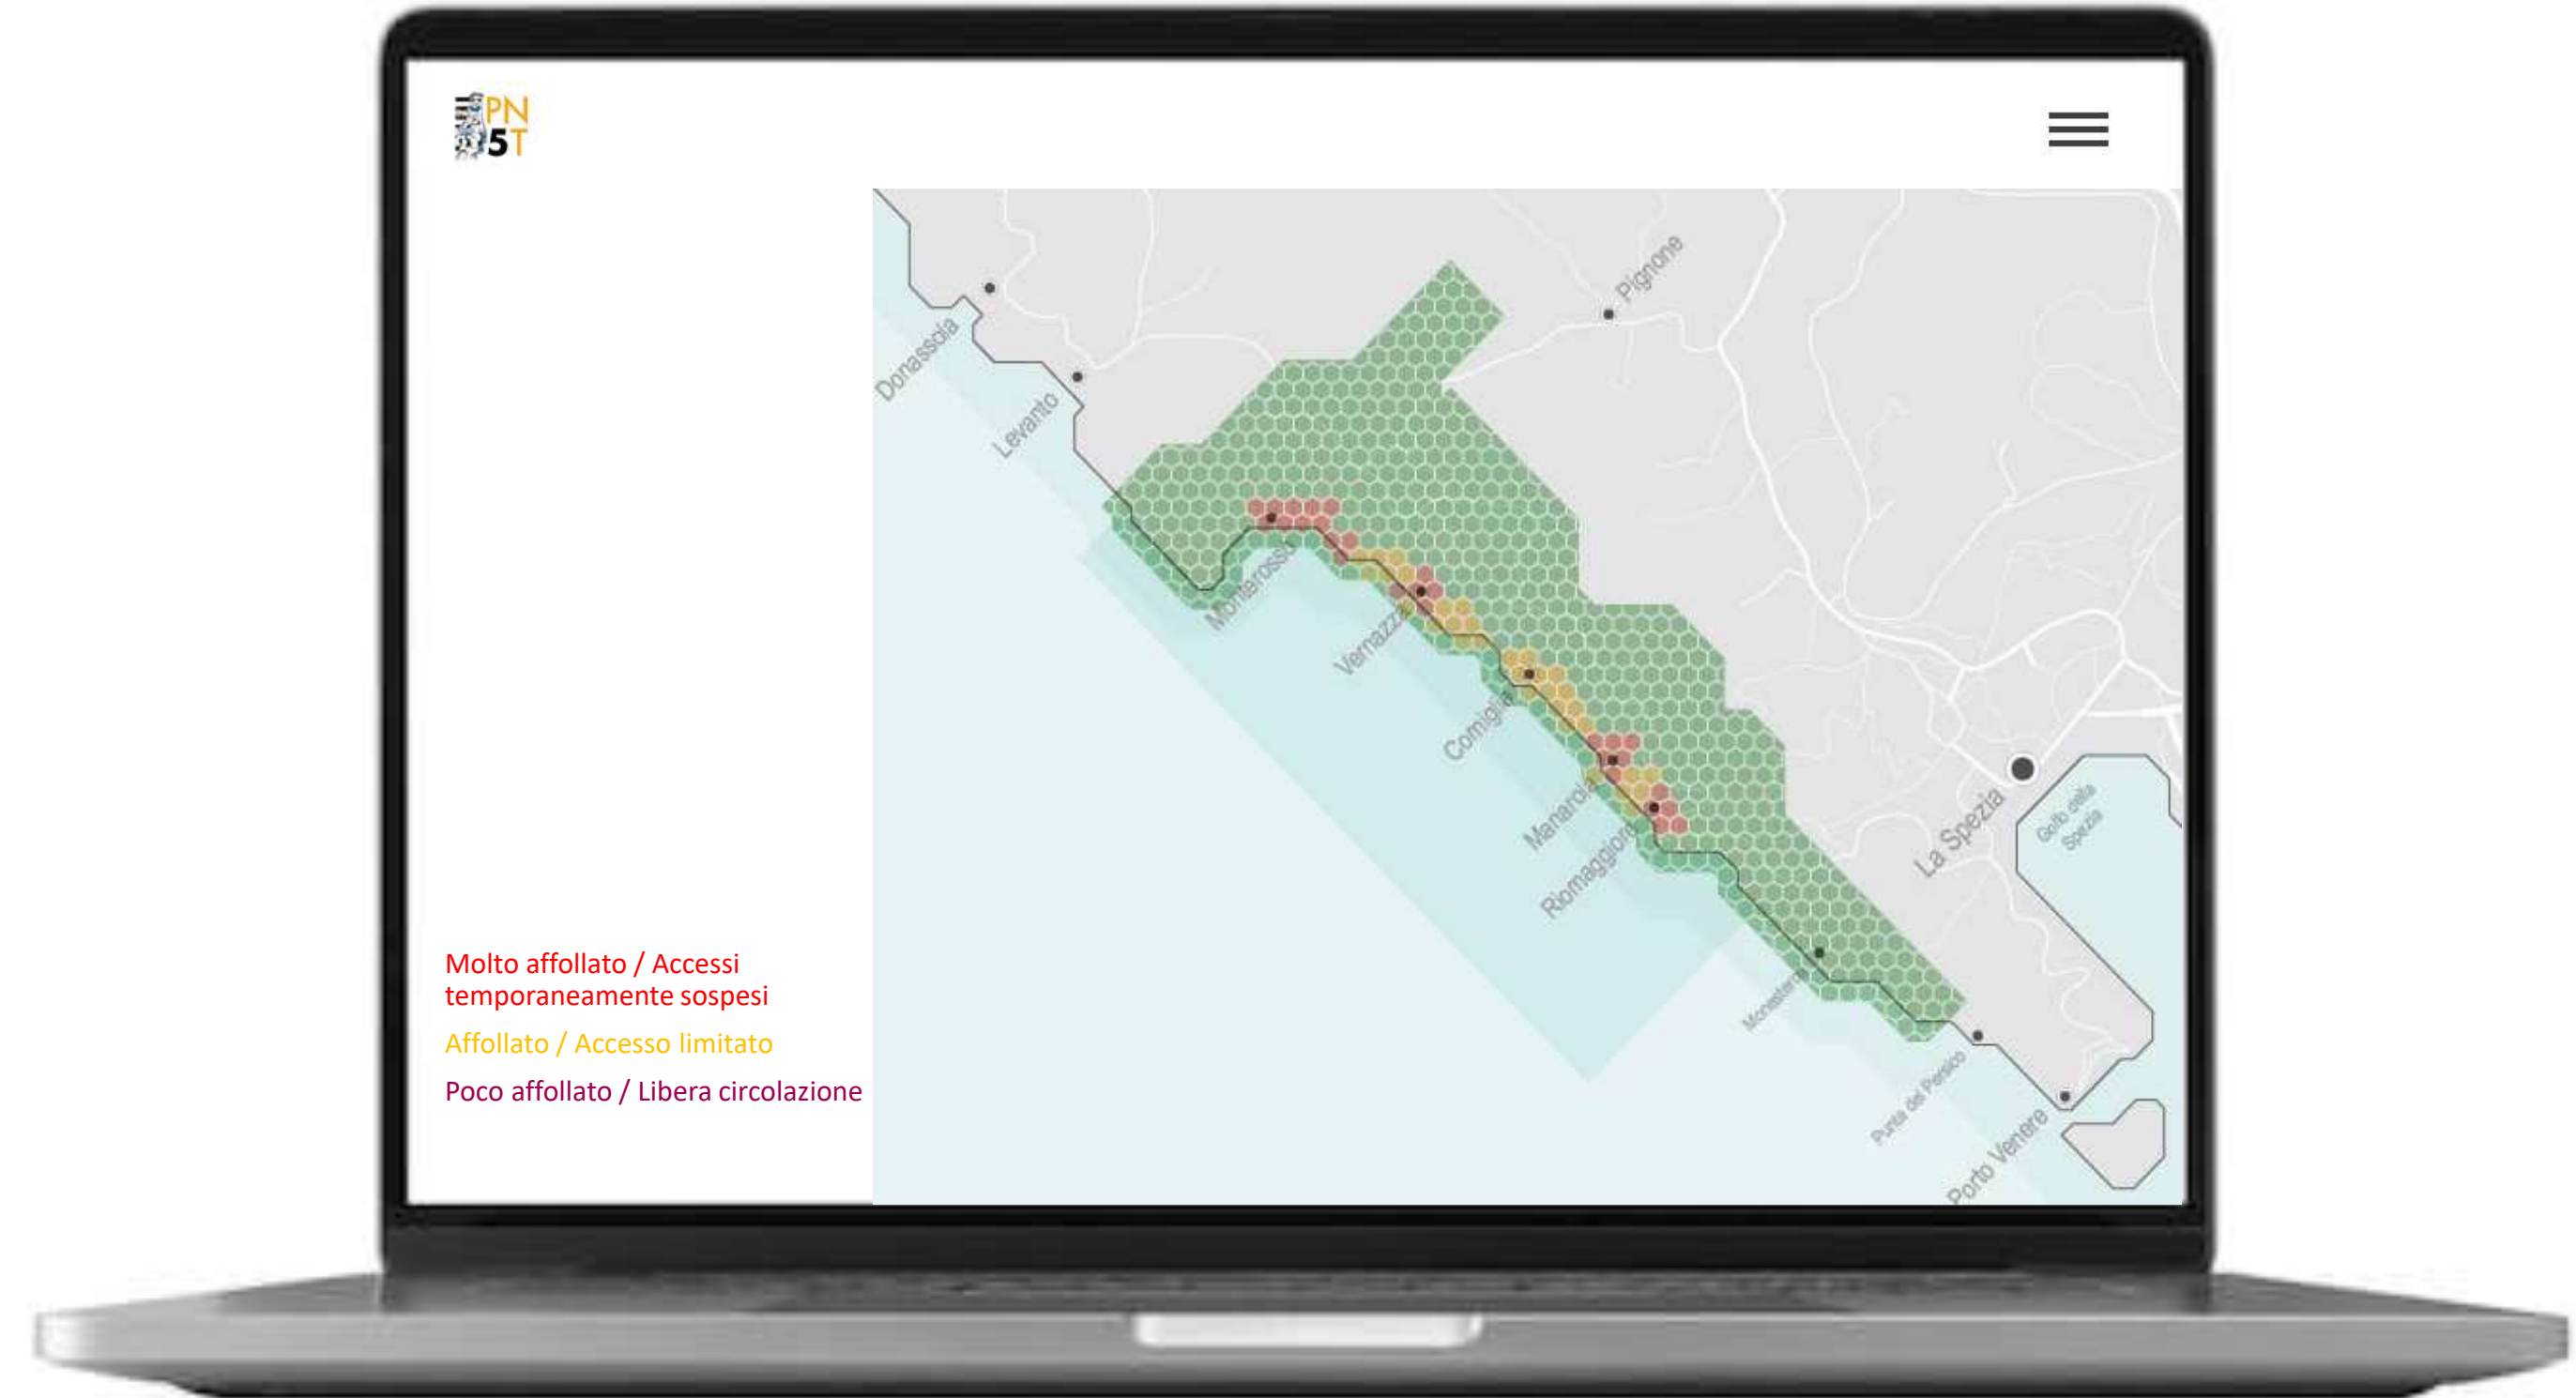 PN
5T
Pignone
Donassola
Levanto
Monterosso
Vernazza
Corniglia
Manarola
Riomaggiore
La Spezia
Golfo della
Spezia
Punta del Persico
Porto Venere
Molto affollato / Accessi
temporaneamente sospesi
Affollato / Accesso limitato
Poco affollato / Libera circolazione